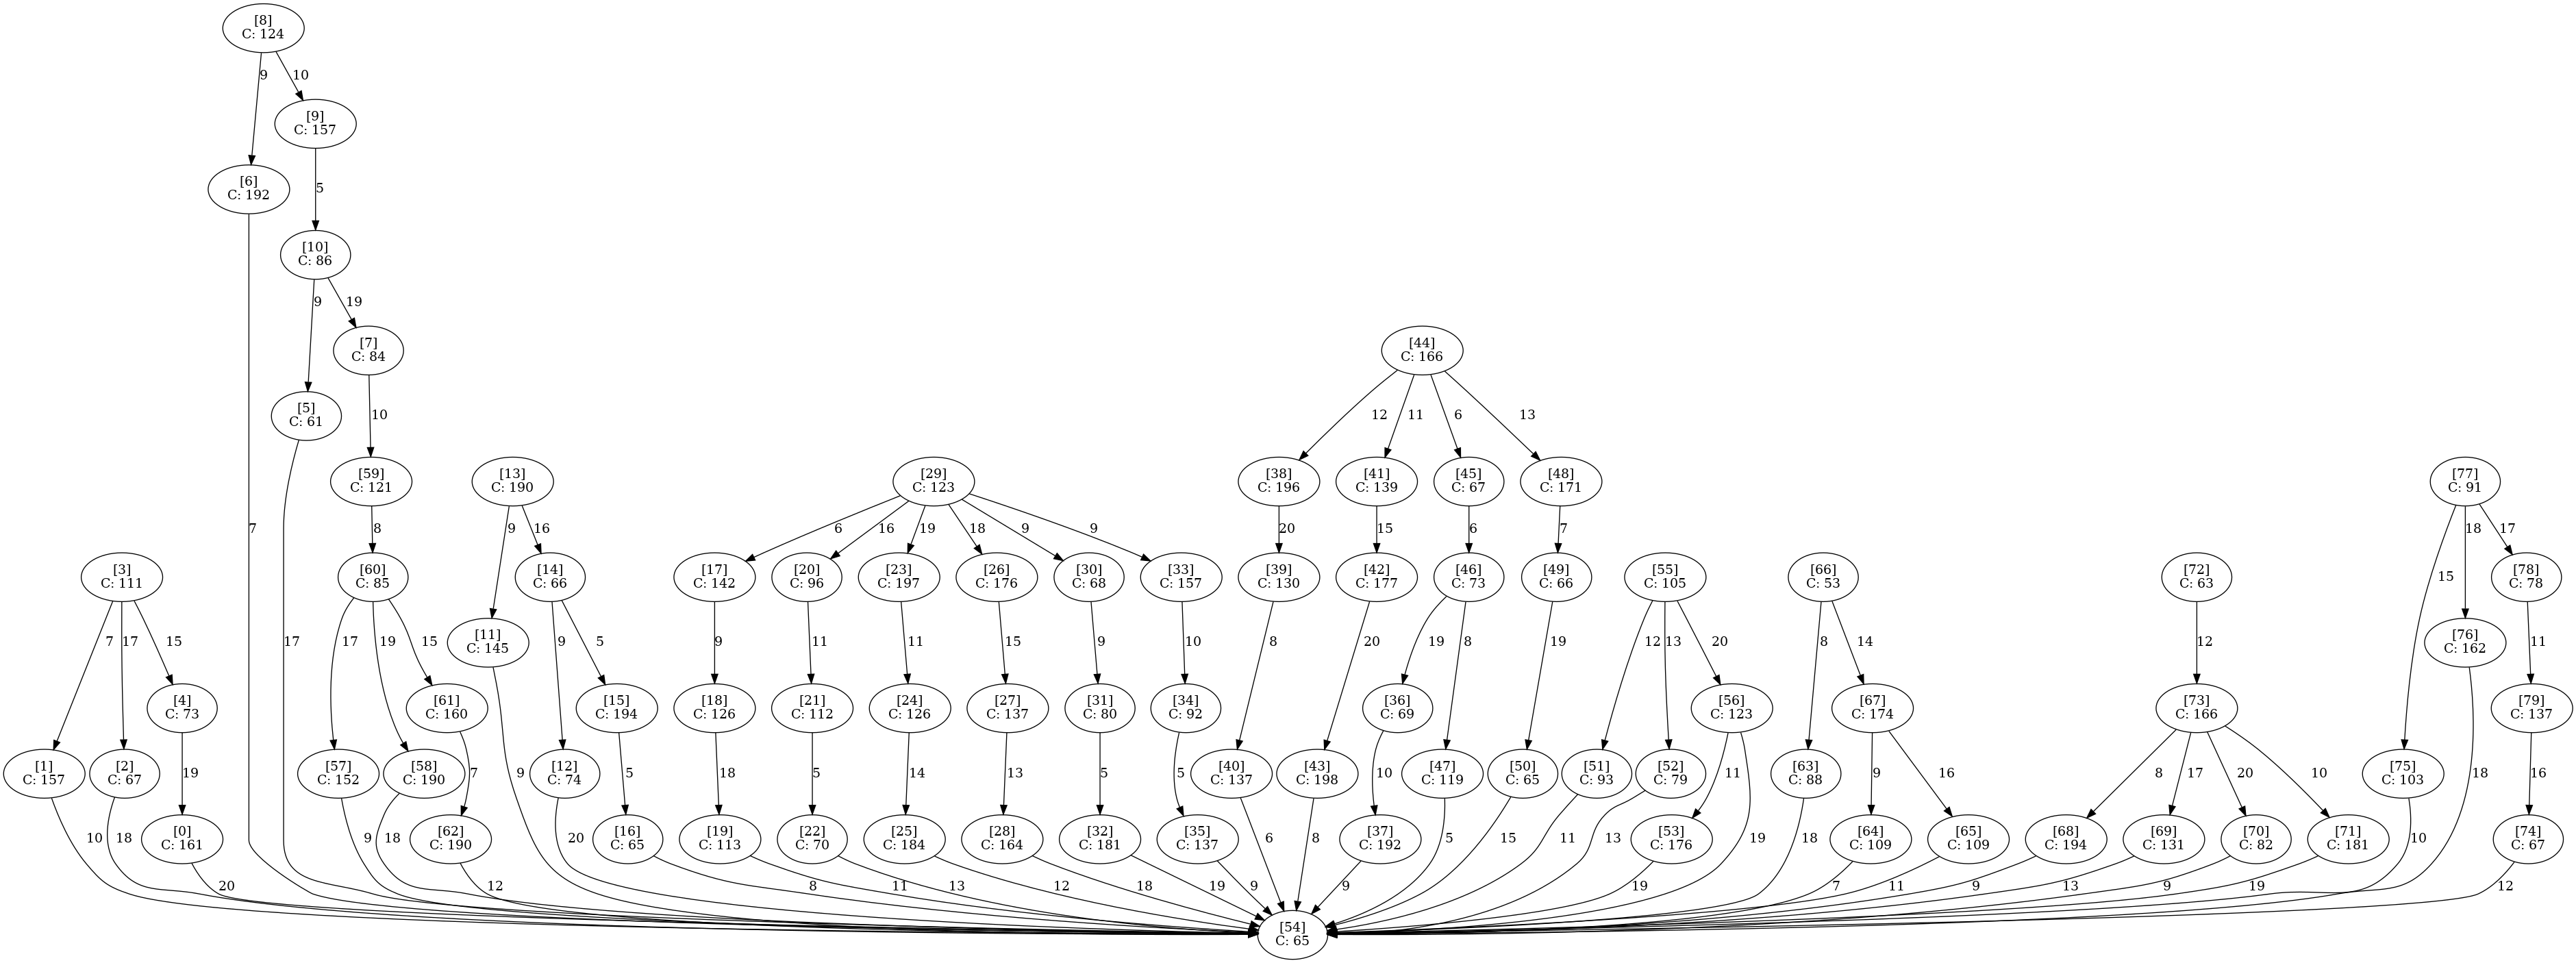 [8]
C: 124
9
10
[9]
C: 157
[6]
C: 192
5
[10]
C: 86
9
19
[7]
C: 84
[44]
C: 166
[5]
C: 61
10
12
11
6
13
[59]
C: 121
[13]
C: 190
[29]
C: 123
[38]
C: 196
[41]
C: 139
[45]
C: 67
[48]
C: 171
[77]
C: 91
7
8
9
16
6
16
19
18
9
9
20
15
6
7
18
17
[3]
C: 111
[60]
C: 85
[14]
C: 66
[17]
C: 142
[20]
C: 96
[23]
C: 197
[26]
C: 176
[30]
C: 68
[33]
C: 157
[39]
C: 130
[42]
C: 177
[46]
C: 73
[49]
C: 66
[55]
C: 105
[66]
C: 53
[72]
C: 63
15
[78]
C: 78
7
17
15
17
17
19
15
[11]
C: 145
9
5
9
11
11
15
9
10
8
20
19
8
19
12
13
20
8
14
12
[76]
C: 162
11
[4]
C: 73
[61]
C: 160
[15]
C: 194
[18]
C: 126
[21]
C: 112
[24]
C: 126
[27]
C: 137
[31]
C: 80
[34]
C: 92
[36]
C: 69
[56]
C: 123
[67]
C: 174
[73]
C: 166
[79]
C: 137
[1]
C: 157
[2]
C: 67
19
[57]
C: 152
[58]
C: 190
7
9
[12]
C: 74
5
18
5
14
13
5
5
[40]
C: 137
[43]
C: 198
10
[47]
C: 119
[50]
C: 65
[51]
C: 93
[52]
C: 79
11
19
[63]
C: 88
9
16
8
17
20
10
[75]
C: 103
18
16
10
18
[0]
C: 161
9
18
[62]
C: 190
20
[16]
C: 65
[19]
C: 113
[22]
C: 70
[25]
C: 184
[28]
C: 164
[32]
C: 181
[35]
C: 137
6
8
[37]
C: 192
5
15
11
13
[53]
C: 176
18
[64]
C: 109
[65]
C: 109
[68]
C: 194
[69]
C: 131
[70]
C: 82
[71]
C: 181
10
[74]
C: 67
20
12
8
11
13
12
18
19
9
9
19
7
11
9
13
9
19
12
[54]
C: 65